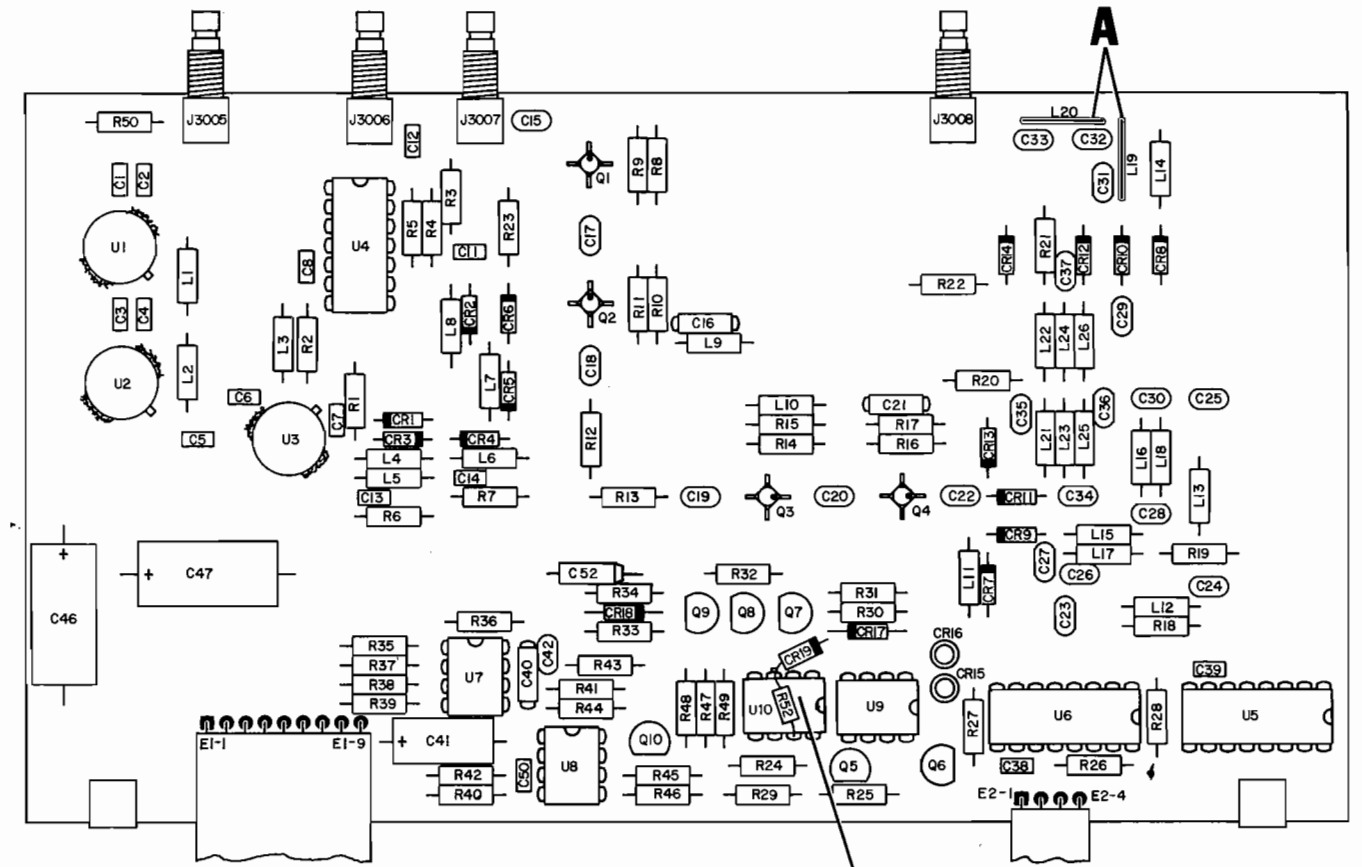 A
J3005
J3006
J3007
C15
J3008
L20
R50
C12
C33
C32
C1
C2
R3
Q1
R9
R8
C31
L19
L14
U1
U4
R5
R4
R23
C17
C11
C8
L1
CR14
R21
C37
CR12
CR10
CR8
R22
C3
C4
L8
CR2
CR6
Q2
R11
R10
C16
L9
C29
L3
R2
L22
L24
L26
U2
L2
C18
L7
CR5
R20
C6
R1
C7
CR1
L10
C21
C35
C36
C30
C25
C5
U3
CR3
CR4
R12
R15
R17
R14
R16
CR13
L21
L23
L25
L16
L18
L4
L6
L5
C14
C13
R7
R13
C19
Q3
C20
Q4
C22
CR11
C34
L13
R6
C28
CR9
L15
L17
R19
C46
+
C47
+
C52
R32
L11
CR7
C27
C26
C24
R34
R31
CR18
Q9
Q8
Q7
R30
C23
L12
R33
CR17
R18
R36
R35
C42
CR16
R37
U7
C40
R43
CR19
C39
R38
R41
CR15
R39
R44
R48
R47
R49
U10
R52
U9
R27
U6
R28
U5
E1-1
E1-9
+
C41
Q10
U8
R42
C50
R45
R24
Q5
Q6
C38
R26
R40
R46
R29
R25
E2-1
E2-4